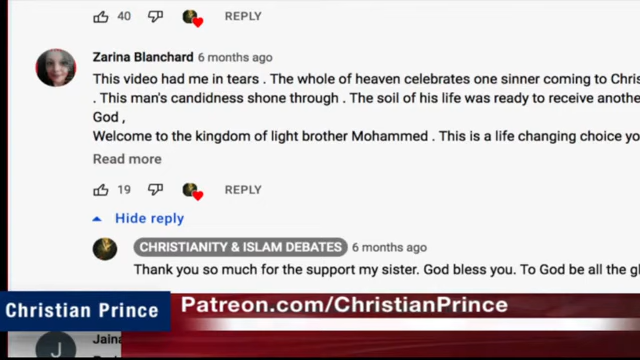 40 REPLY
Zarina Blanchard 6 months ago
This video had me in tears . The whole of heaven celebrates one sinner coming to Chris
. This man's candidness shone through . The soil of his life was ready to receive anothe
God ,
Welcome to the kingdom of light brother Mohammed . This is a life changing choice yo
Read more
19 REPLY
Hide reply
CHRISTIANITY & ISLAM DEBATES 6 months ago
Thank you so much for the support my sister. God bless you. To God be all the gl
Christian Prince
Patreon.com/ChristianPrince
J
Jaina